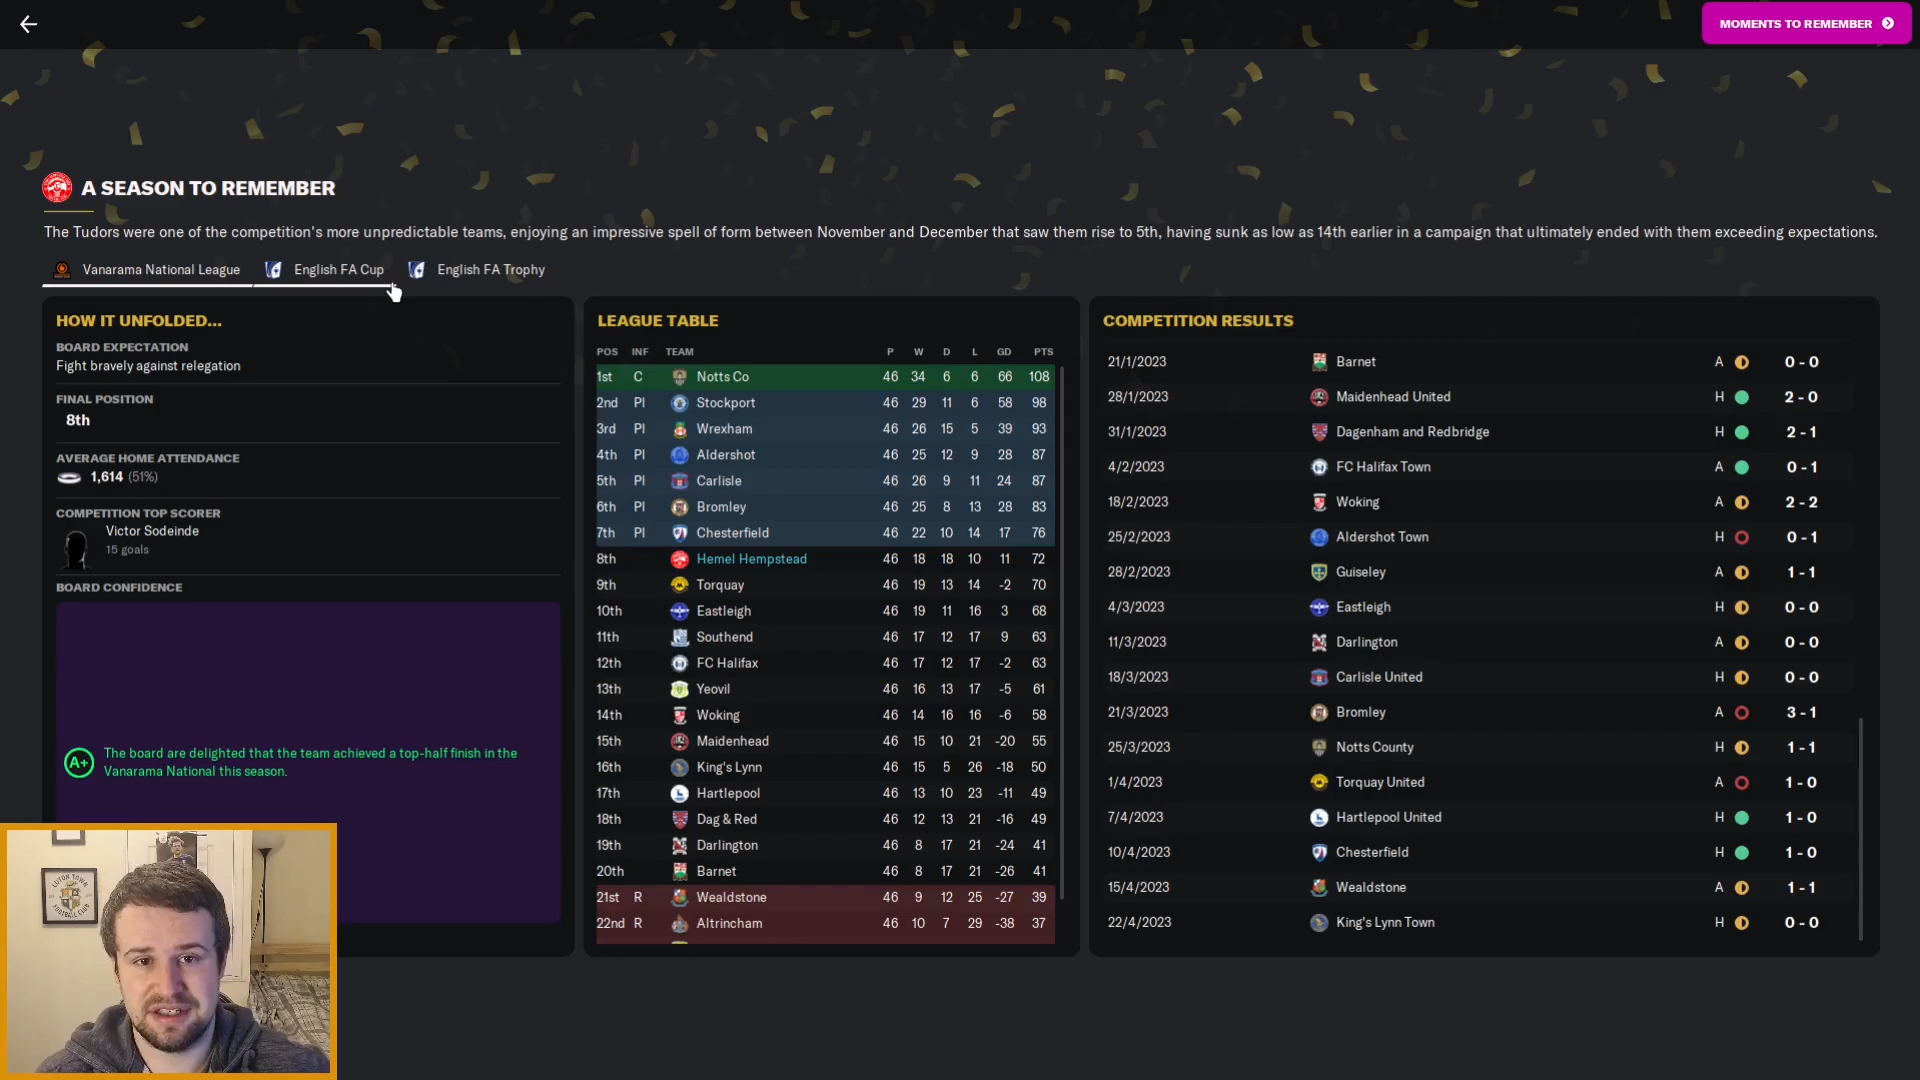 MOMENTS TO REMEMBER
A SEASON TO REMEMBER
The Tudors were one of the competition's more unpredictable teams, enjoying an impressive spell of form between November and December that saw them rise to 5th, having sunk as low as 14th earlier in a campaign that ultimately ended with them exceeding expectations.
Vanarama National League English FA Cup English FA Trophy
HOW IT UNFOLDED...
BOARD EXPECTATION
Fight bravely against relegation
FINAL POSITION
8th
AVERAGE HOME ATTENDANCE
1,614 (51%)
COMPETITION TOP SCORER
Victor Sodeinde
15 goals
BOARD CONFIDENCE
A+ The board are delighted that the team achieved a top-half finish in the
Vanarama National this season.
LEAGUE TABLE
POS INF TEAM P W D L GD PTS
1st C Notts Co 46 34 6 6 66 108
2nd Pl Stockport 46 29 11 6 58 98
3rd Pl Wrexham 46 26 15 5 39 93
4th Pl Aldershot 46 25 12 9 28 87
5th Pl Carlisle 46 26 9 11 24 87
6th Pl Bromley 46 25 8 13 28 83
7th Pl Chesterfield 46 22 10 14 17 76
8th Hemel Hempstead 46 18 18 10 11 72
9th Torquay 46 19 13 14 -2 70
10th Eastleigh 46 19 11 16 3 68
11th Southend 46 17 12 17 9 63
12th FC Halifax 46 17 12 17 -2 63
13th Yeovil 46 16 13 17 -5 61
14th Woking 46 14 16 16 -6 58
15th Maidenhead 46 15 10 21 -20 55
16th King's Lynn 46 15 5 26 -18 50
17th Hartlepool 46 13 10 23 -11 49
18th Dag & Red 46 12 13 21 -16 49
19th Darlington 46 8 17 21 -24 41
20th Barnet 46 8 17 21 -26 41
21st R Wealdstone 46 9 12 25 -27 39
22nd R Altrincham 46 10 7 29 -38 37
COMPETITION RESULTS
21/1/2023 Barnet A 0 - 0
28/1/2023 Maidenhead United H 2 - 0
31/1/2023 Dagenham and Redbridge H 2 - 1
4/2/2023 FC Halifax Town A 0 - 1
18/2/2023 Woking A 2 - 2
25/2/2023 Aldershot Town H 0 - 1
28/2/2023 Guiseley A 1 - 1
4/3/2023 Eastleigh H 0 - 0
11/3/2023 Darlington A 0 - 0
18/3/2023 Carlisle United H 0 - 0
21/3/2023 Bromley A 3 - 1
25/3/2023 Notts County H 1 - 1
1/4/2023 Torquay United A 1 - 0
7/4/2023 Hartlepool United H 1 - 0
10/4/2023 Chesterfield H 1 - 0
15/4/2023 Wealdstone A 1 - 1
22/4/2023 King's Lynn Town H 0 - 0
LUTON TOWN
FOOTBALL CLUB